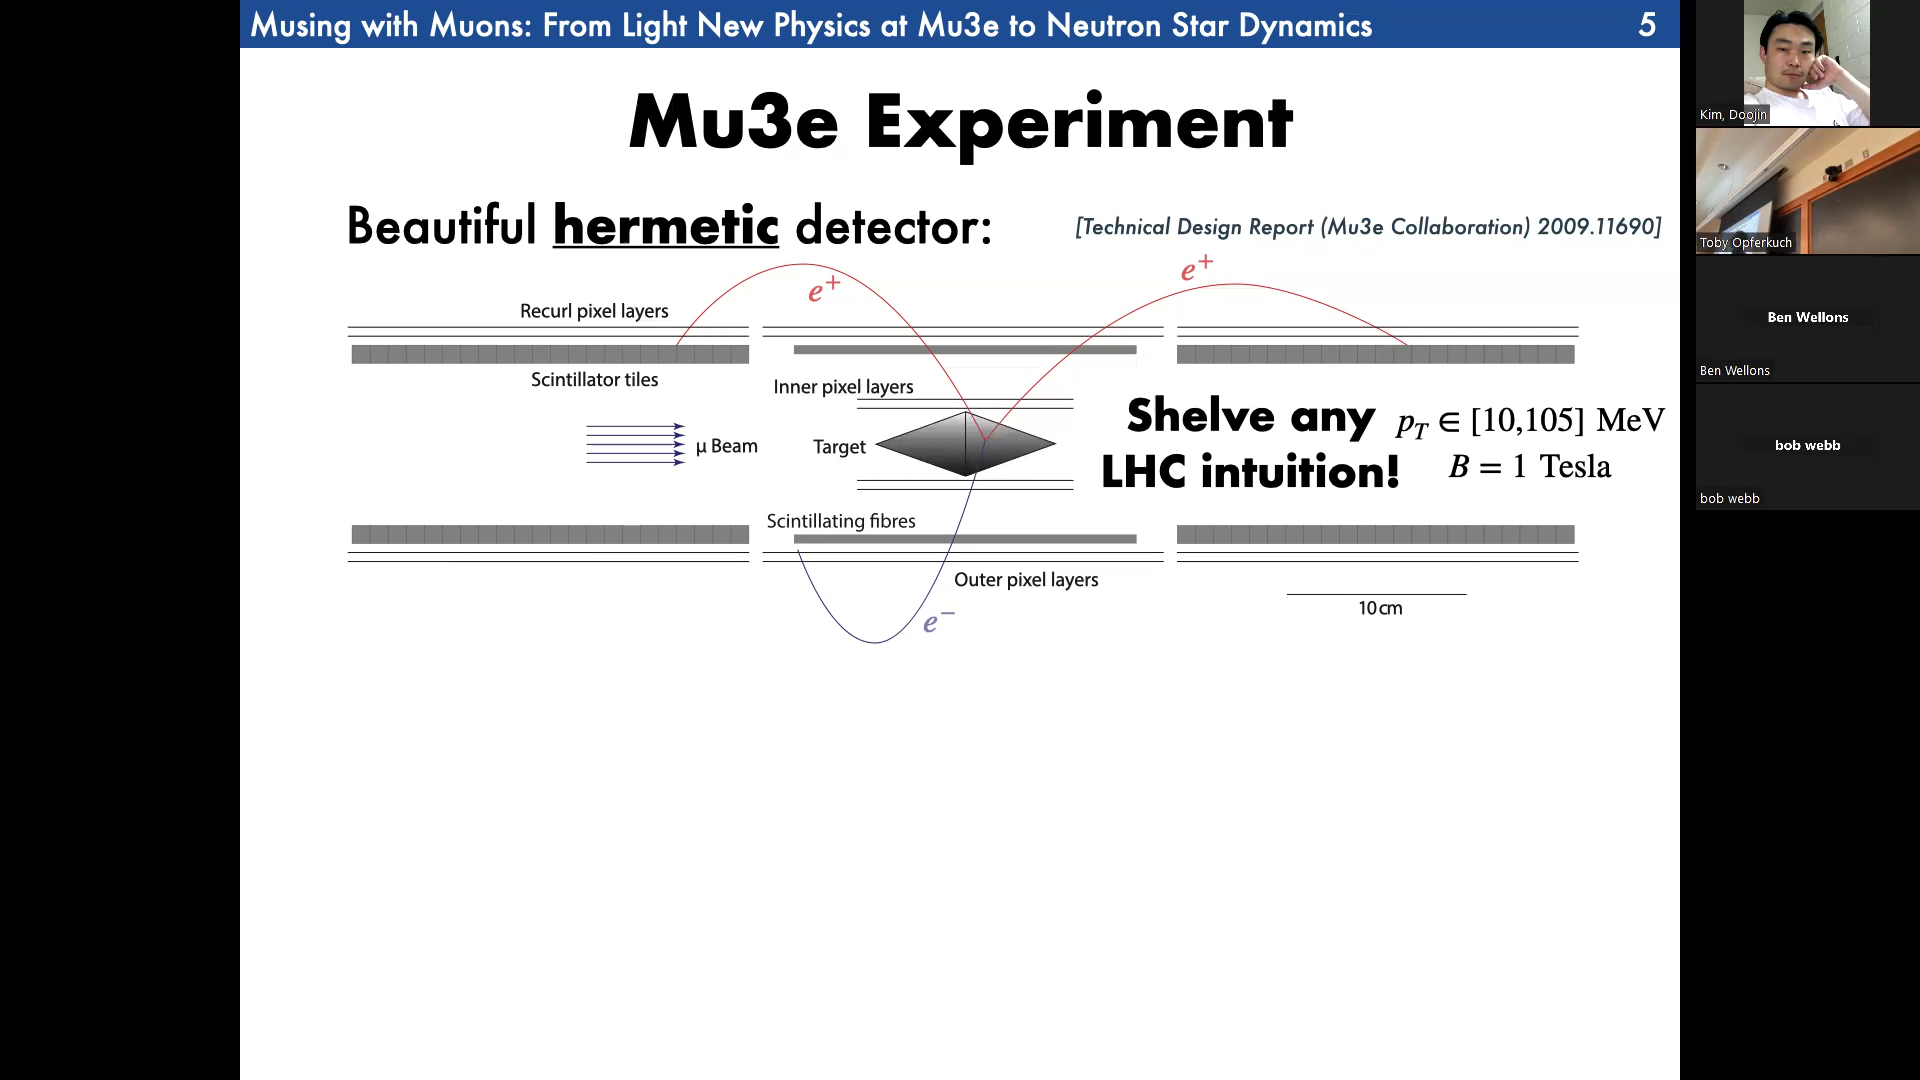 Musing with Muons: From Light New Physics at Mu3e to Neutron Star Dynamics 5
Mu3e Experiment
Beautiful hermetic detector:
[Technical Design Report (Mu3e Collaboration) 2009.11690]
e⁺
e⁺
Recurl pixel layers
Scintillator tiles
Inner pixel layers
μ Beam
Target
Shelve any
LHC intuition!
p_T ∈ [10,105] MeV
B = 1 Tesla
Scintillating fibres
Outer pixel layers
e⁻
10 cm
Kim, Doojin
Toby Opferkuch
Ben Wellons
Ben Wellons
bob webb
bob webb